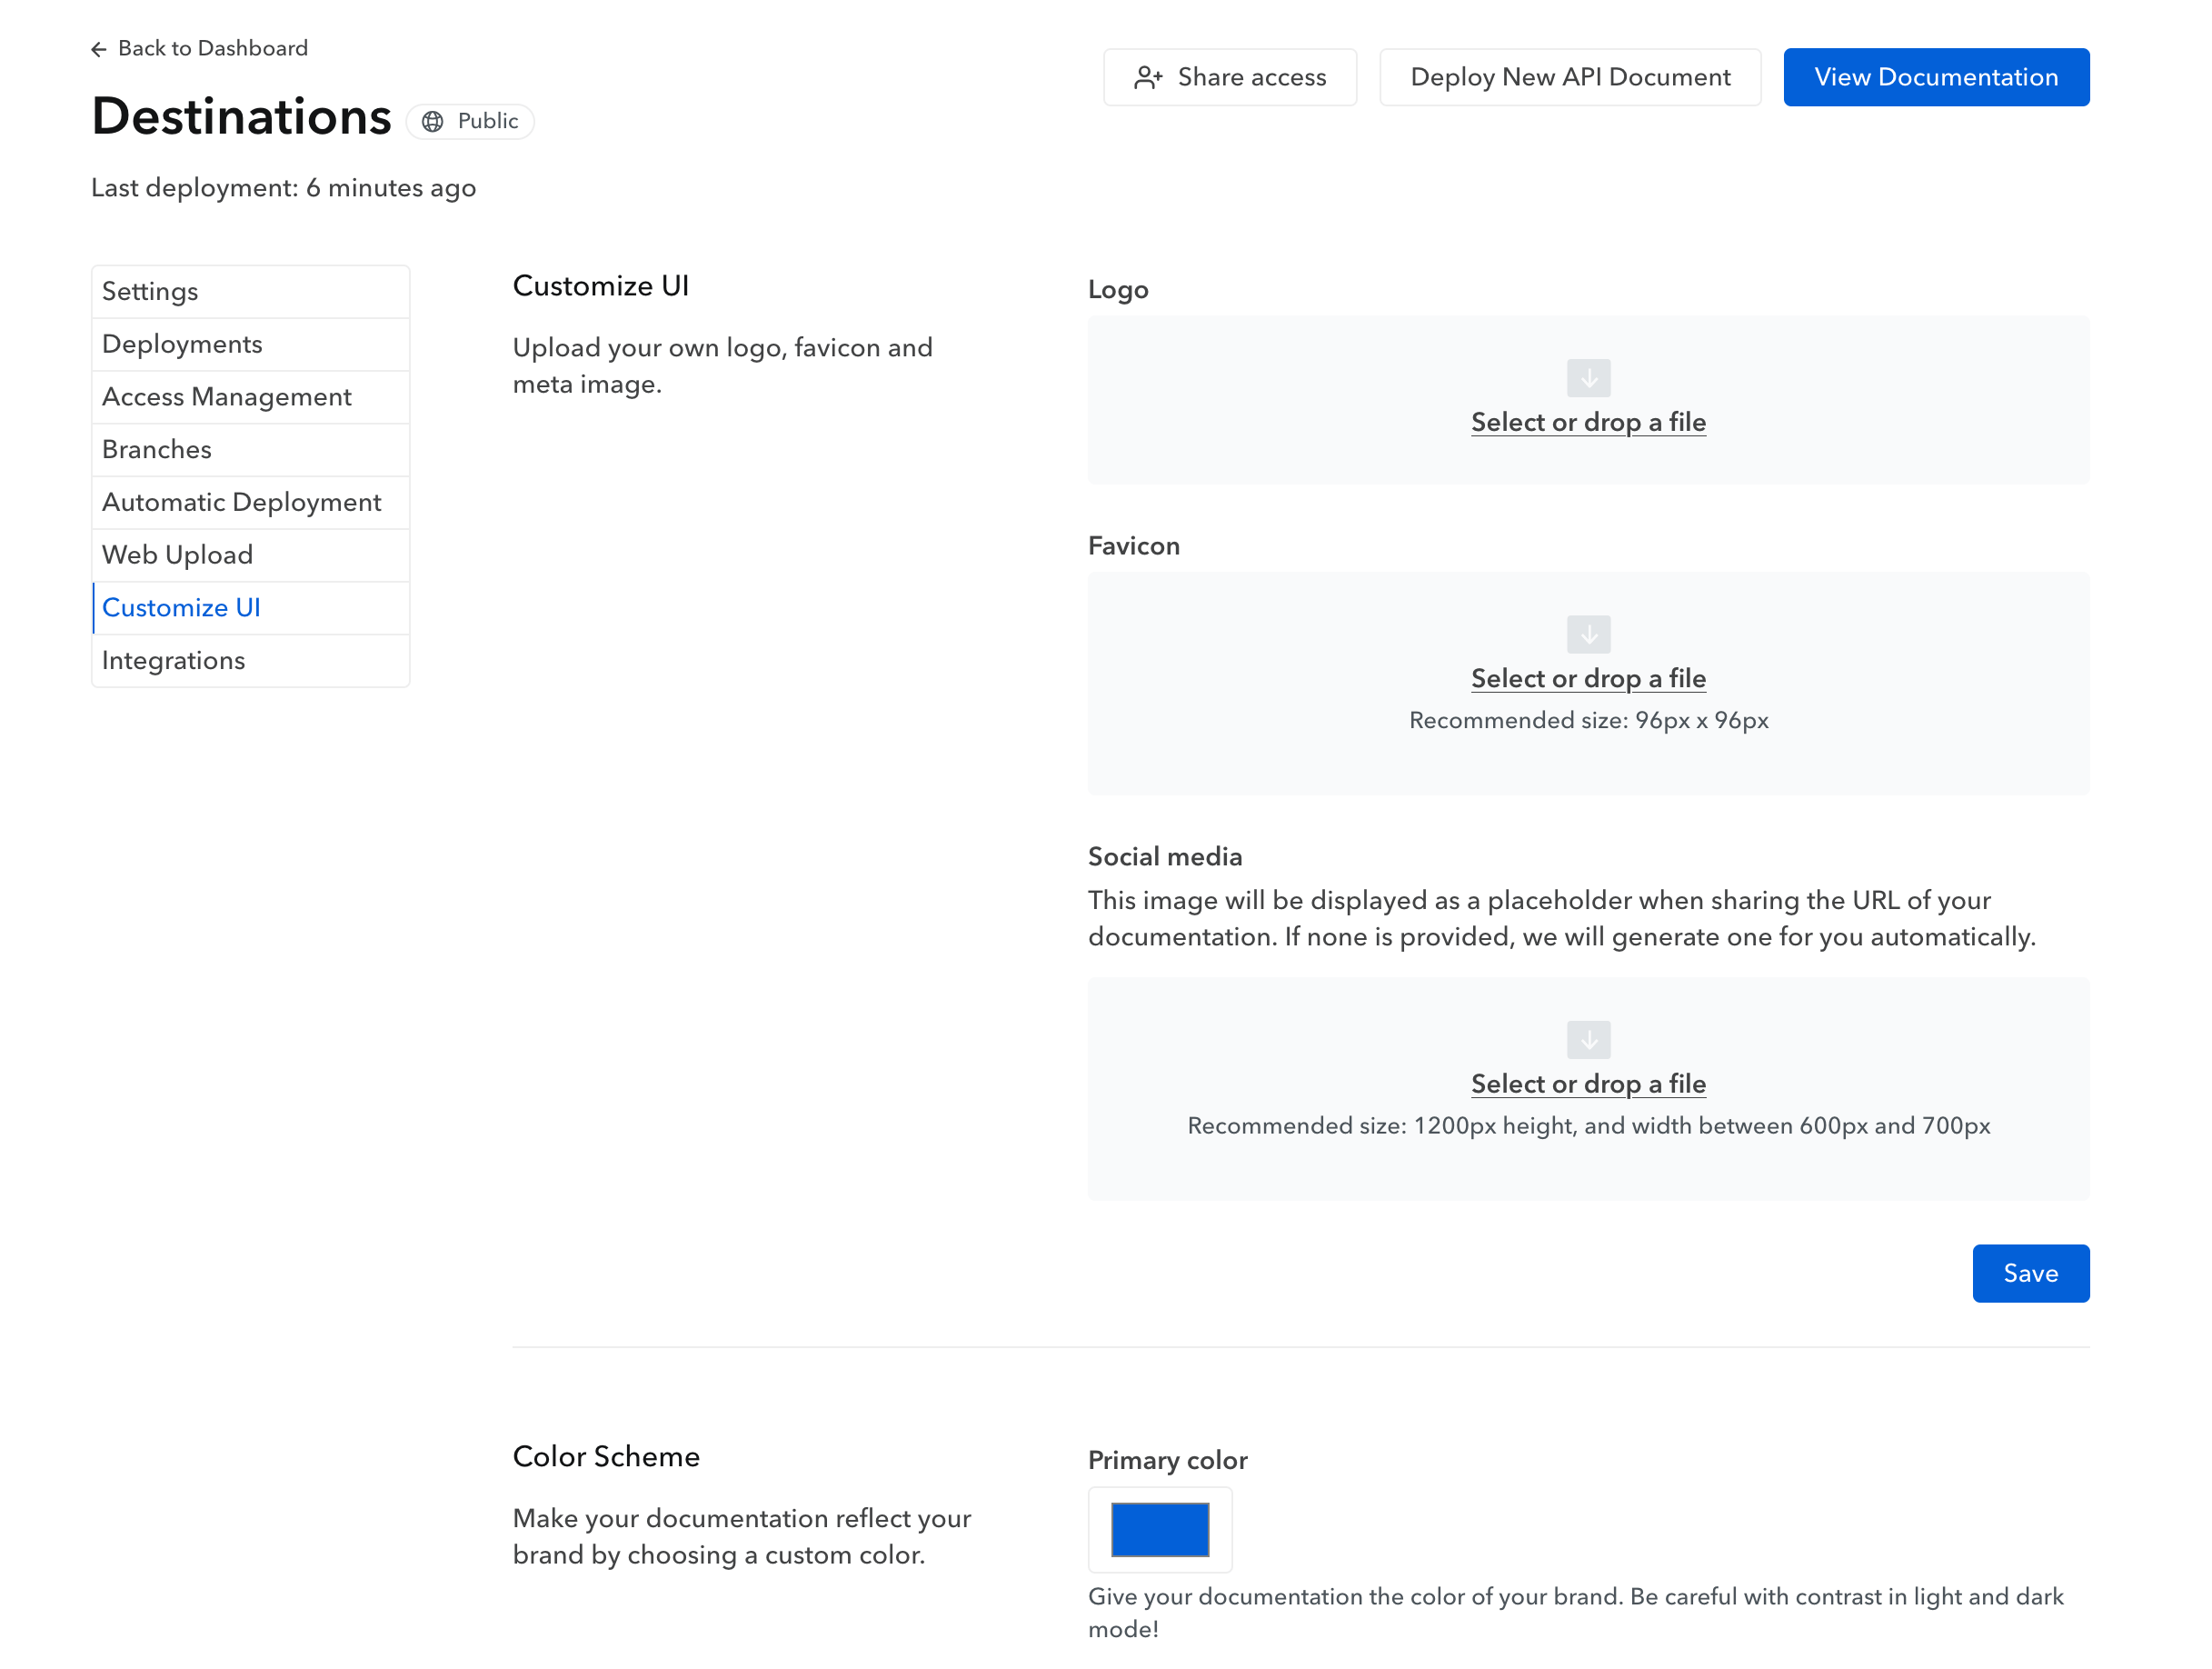 Back to Dashboard
Destinations
Public
Last deployment: 6 minutes ago
Share access
Deploy New API Document
View Documentation
Settings
Deployments
Access Management
Branches
Automatic Deployment
Web Upload
Customize UI
Integrations
Customize UI
Upload your own logo, favicon and
meta image.
Logo
Select or drop a file
Favicon
Select or drop a file
Recommended size: 96px x 96px
Social media
This image will be displayed as a placeholder when sharing the URL of your
documentation. If none is provided, we will generate one for you automatically.
Select or drop a file
Recommended size: 1200px height, and width between 600px and 700px
Save
Color Scheme
Make your documentation reflect your
brand by choosing a custom color.
Primary color
Give your documentation the color of your brand. Be careful with contrast in light and dark
mode!